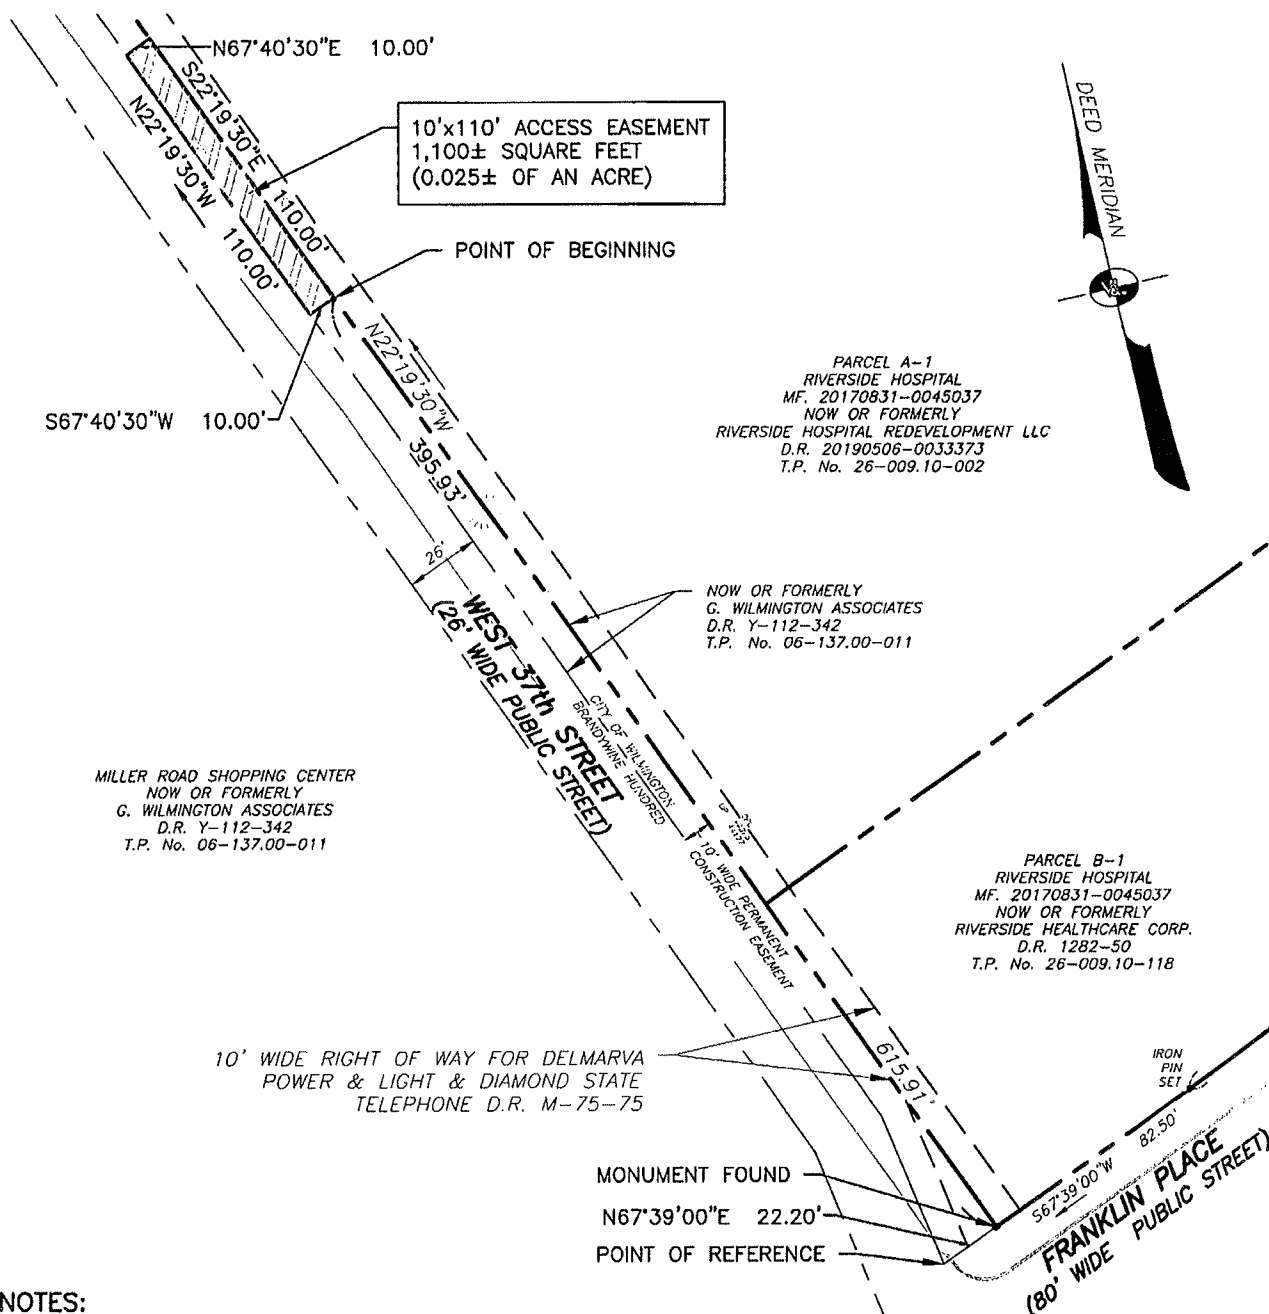 N67°40'30"E 10.00'
S22°19'30"E 110.00'
N22°19'30"W 110.00'
10'x110' ACCESS EASEMENT
1,100± SQUARE FEET
(0.025± OF AN ACRE)
POINT OF BEGINNING
DEED MERIDIAN
S67°40'30"W 10.00'
N22°19'30"W
395.93'
PARCEL A-1
RIVERSIDE HOSPITAL
MF. 20170831-0045037
NOW OR FORMERLY
RIVERSIDE HOSPITAL REDEVELOPMENT LLC
D.R. 20190506-0033373
T.P. No. 26-009.10-002
26'
WEST 37th STREET
(26' WIDE PUBLIC STREET)
NOW OR FORMERLY
G. WILMINGTON ASSOCIATES
D.R. Y-112-342
T.P. No. 06-137.00-011
CITY OF WILMINGTON
BRANDYWINE HUNDRED
MILLER ROAD SHOPPING CENTER
NOW OR FORMERLY
G. WILMINGTON ASSOCIATES
D.R. Y-112-342
T.P. No. 06-137.00-011
10' WIDE PERMANENT
CONSTRUCTION EASEMENT
PARCEL B-1
RIVERSIDE HOSPITAL
MF. 20170831-0045037
NOW OR FORMERLY
RIVERSIDE HEALTHCARE CORP.
D.R. 1282-50
T.P. No. 26-009.10-118
10' WIDE RIGHT OF WAY FOR DELMARVA
POWER & LIGHT & DIAMOND STATE
TELEPHONE D.R. M-75-75
615.91'
IRON
PIN
SET
82.50'
S67°39'00"W
FRANKLIN PLACE
(80' WIDE PUBLIC STREET)
MONUMENT FOUND
N67°39'00"E 22.20'
POINT OF REFERENCE
NOTES: